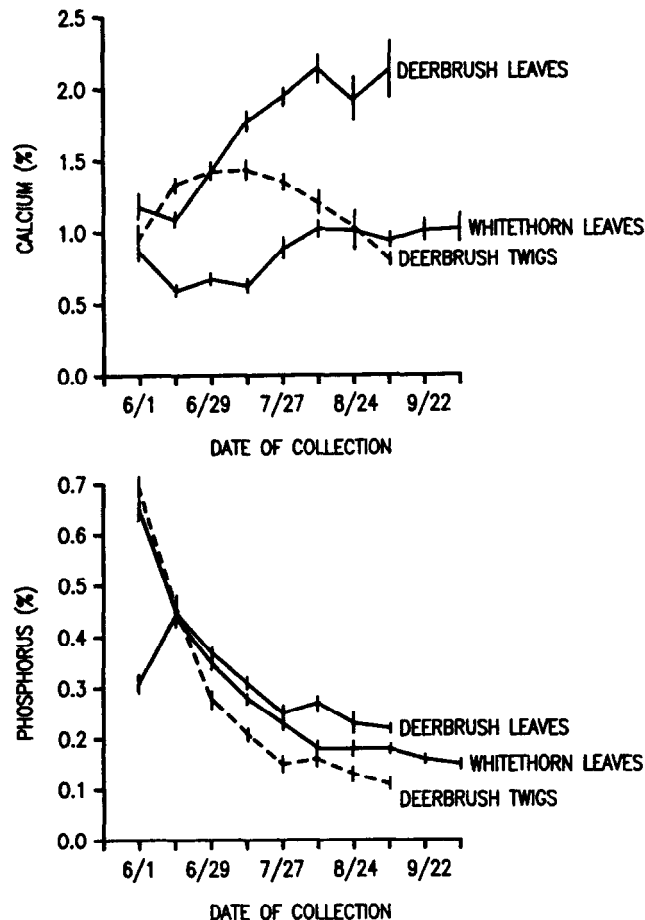 2.5
2.0
1.5
1.0
0.5
0.0
CALCIUM (%)
DEERBRUSH LEAVES
WHITETHORN LEAVES
DEERBRUSH TWIGS
6/1 6/29 7/27 8/24 9/22
DATE OF COLLECTION
0.7
0.6
0.5
0.4
0.3
0.2
0.1
0.0
PHOSPHORUS (%)
DEERBRUSH LEAVES
WHITETHORN LEAVES
DEERBRUSH TWIGS
6/1 6/29 7/27 8/24 9/22
DATE OF COLLECTION